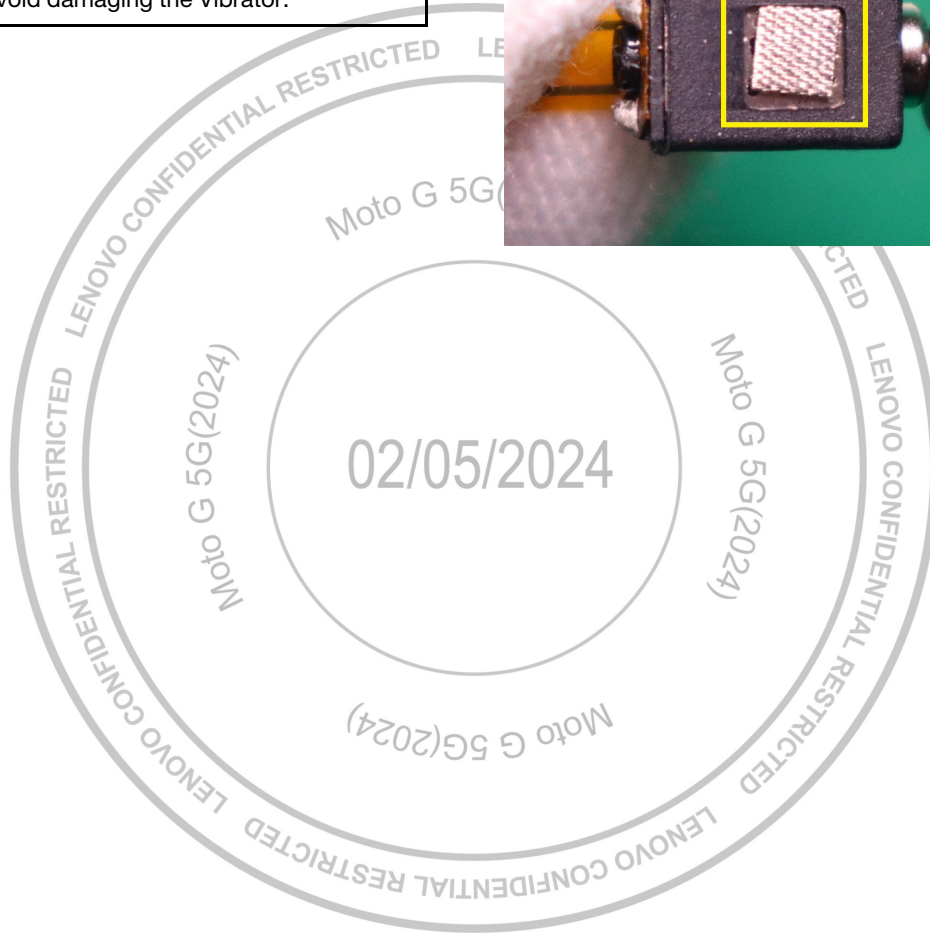 void damaging the vibrator.
LENOVO CONFIDENTIAL RESTRICTED
LENOVO CONFIDENTIAL RESTRICTED
LENOVO CONFIDENTIAL RESTRICTED
LENOVO CONFIDENTIAL RESTRICTED
Moto G 5G(
Moto G 5G(2024)
Moto G 5G(2024)
Moto G 5G(2024)
02/05/2024